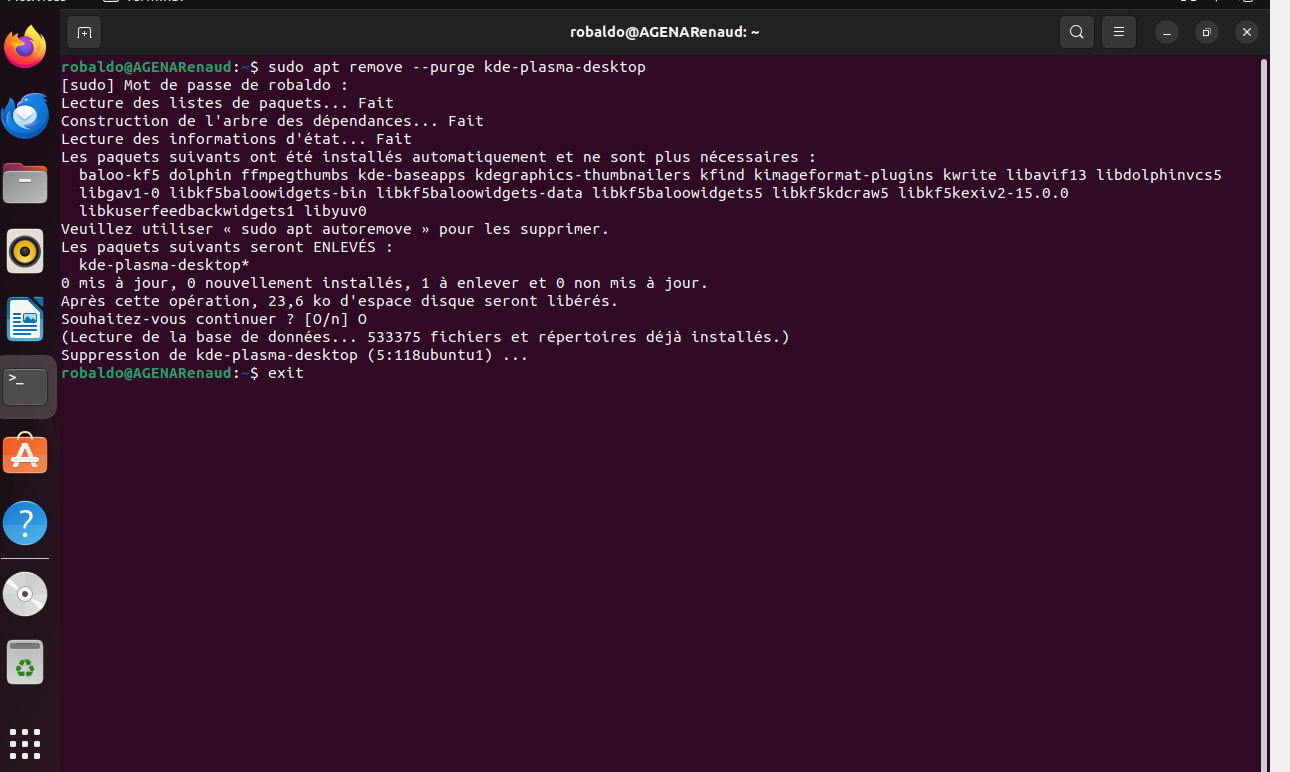 robaldo@AGENARenaud: ~
robaldo@AGENARenaud:~$ sudo apt remove --purge kde-plasma-desktop
[sudo] Mot de passe de robaldo :
Lecture des listes de paquets... Fait
Construction de l'arbre des dépendances... Fait
Lecture des informations d'état... Fait
Les paquets suivants ont été installés automatiquement et ne sont plus nécessaires :
  baloo-kf5 dolphin ffmpegthumbs kde-baseapps kdegraphics-thumbnailers kfind kimageformat-plugins kwrite libavif13 libdolphinvcs5
  libgav1-0 libkf5baloowidgets-bin libkf5baloowidgets-data libkf5baloowidgets5 libkf5kdcraw5 libkf5kexiv2-15.0.0
  libkuserfeedbackwidgets1 libyuv0
Veuillez utiliser « sudo apt autoremove » pour les supprimer.
Les paquets suivants seront ENLEVÉS :
  kde-plasma-desktop*
0 mis à jour, 0 nouvellement installés, 1 à enlever et 0 non mis à jour.
Après cette opération, 23,6 ko d'espace disque seront libérés.
Souhaitez-vous continuer ? [O/n] O
(Lecture de la base de données... 533375 fichiers et répertoires déjà installés.)
Suppression de kde-plasma-desktop (5:118ubuntu1) ...
robaldo@AGENARenaud:~$ exit